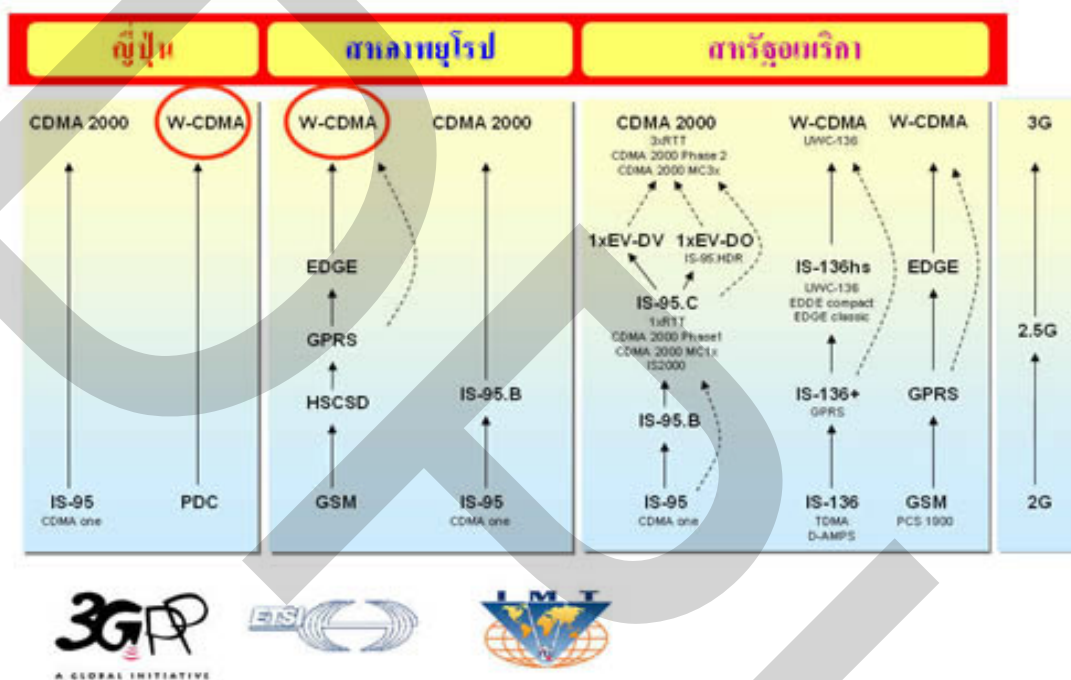 ญี่ปุ่น
สหภาพยุโรป
สหรัฐอเมริกา
CDMA 2000
W-CDMA
IS-95
CDMA one
PDC
W-CDMA
EDGE
GPRS
HSCSD
GSM
CDMA 2000
IS-95.B
IS-95
CDMA one
CDMA 2000
3xRTT
CDMA 2000 Phase 2
CDMA 2000 MC3x
1xEV-DV
1xEV-DO
IS-95.HDR
IS-95.C
1xRTT
CDMA 2000 Phase1
CDMA 2000 MC1x
IS2000
IS-95.B
IS-95
CDMA one
W-CDMA
UWC-136
IS-136hs
UWC-136
EDDE compact
EDGE classic
IS-136+
GPRS
IS-136
TDMA
D-AMPS
W-CDMA
EDGE
GPRS
GSM
PCS 1900
3G
2.5G
2G
3GPP
A GLOBAL INITIATIVE
ETSI
IMT